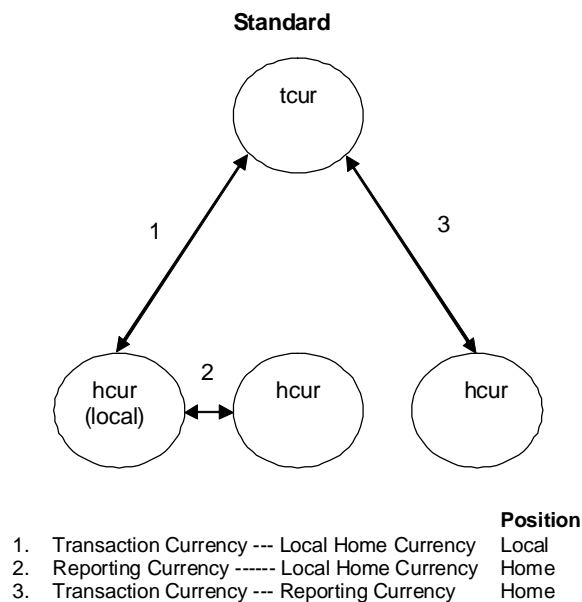 Standard
tcur
1
3
hcur
(local)
2
hcur
hcur
Position
1. Transaction Currency --- Local Home Currency Local
2. Reporting Currency ------ Local Home Currency Home
3. Transaction Currency --- Reporting Currency Home